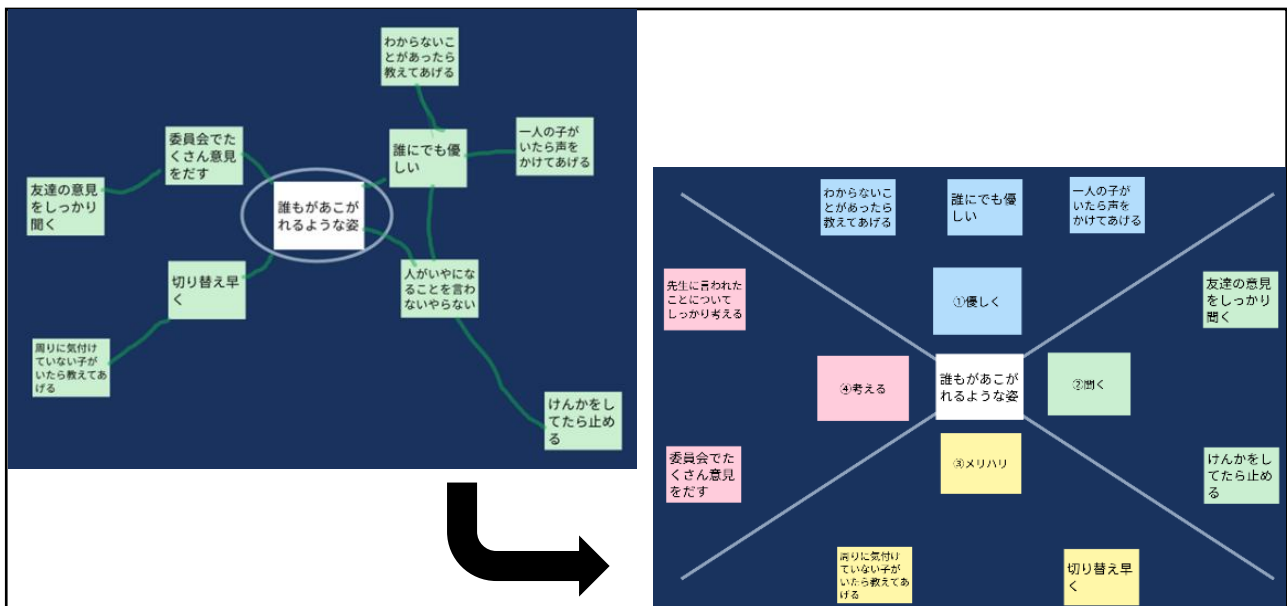 わからないこ
とがあったら
教えてあげる
委員会でた
くさん意見
をだす
誰にでも優
しい
一人の子が
いたら声を
かけてあげる
友達の意見
をしっかり
聞く
誰もがあこが
れるような姿
切り替え早
く
人がいやにな
ることを言わ
ないやらない
周りに気付け
ていない子が
いたら教えてあ
げる
けんかをし
てたら止め
る
わからないこ
とがあったら
教えてあげる
誰にでも優
しい
一人の子が
いたら声を
かけてあげる
先生に言われた
ことについて
しっかり考える
①優しく
友達の意見
をしっかり
聞く
④考える
誰もがあこが
れるような姿
②聞く
委員会でた
くさん意見
をだす
③メリハリ
けんかをし
てたら止め
る
周りに気付け
ていない子が
いたら教えてあ
げる
切り替え早
く